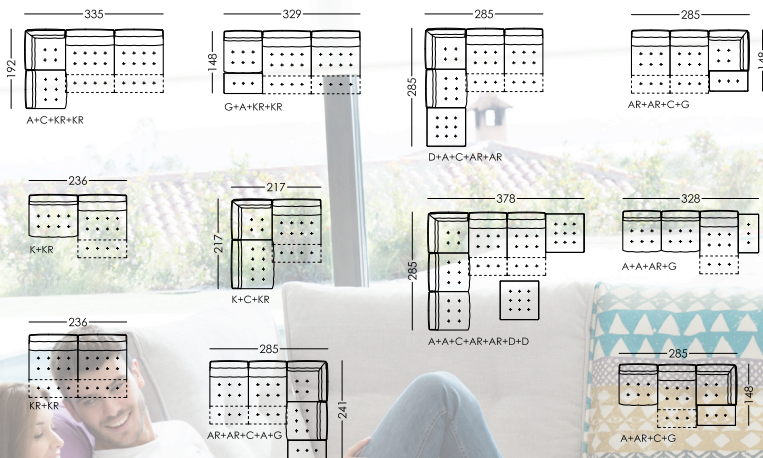 335
192
A+C+KR+KR
329
148
G+A+KR+KR
285
285
D+A+C+AR+AR
285
148
AR+AR+C+G
236
K+KR
217
217
K+C+KR
378
285
A+A+C+AR+AR+D+D
328
A+A+AR+G
236
KR+KR
285
241
AR+AR+C+A+G
285
148
A+AR+C+G